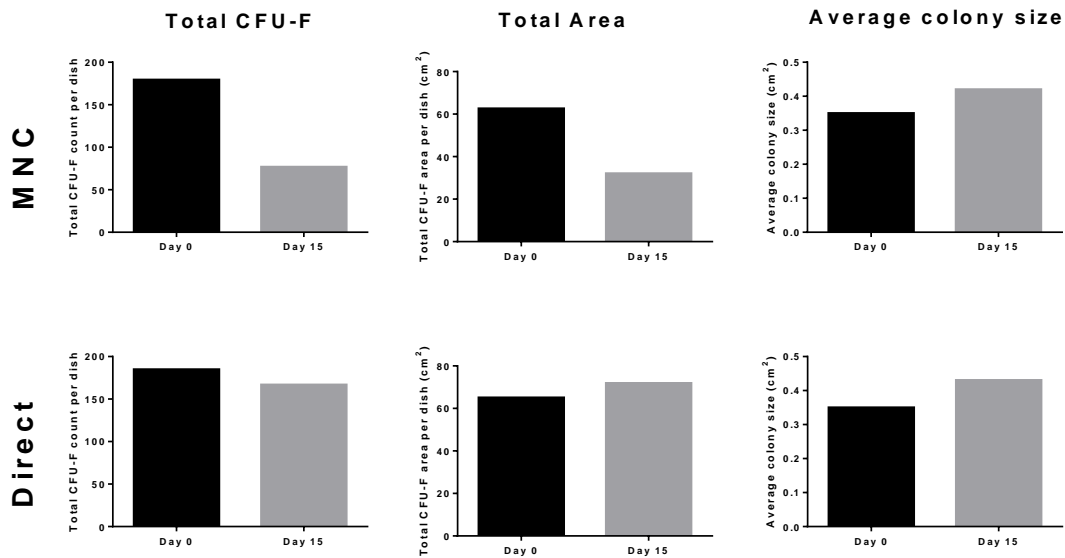 Total CFU-F
Total Area
Average colony size
MNC
Total CFU-F count per dish
200
150
100
50
0
Day 0
Day 15
Total CFU-F area per dish (cm²)
80
60
40
20
0
Day 0
Day 15
Average colony size (cm²)
0.5
0.4
0.3
0.2
0.1
0.0
Day 0
Day 15
Direct
Total CFU-F count per dish
200
150
100
50
0
Day 0
Day 15
Total CFU-F area per dish (cm²)
80
60
40
20
0
Day 0
Day 15
Average colony size (cm²)
0.5
0.4
0.3
0.2
0.1
0.0
Day 0
Day 15